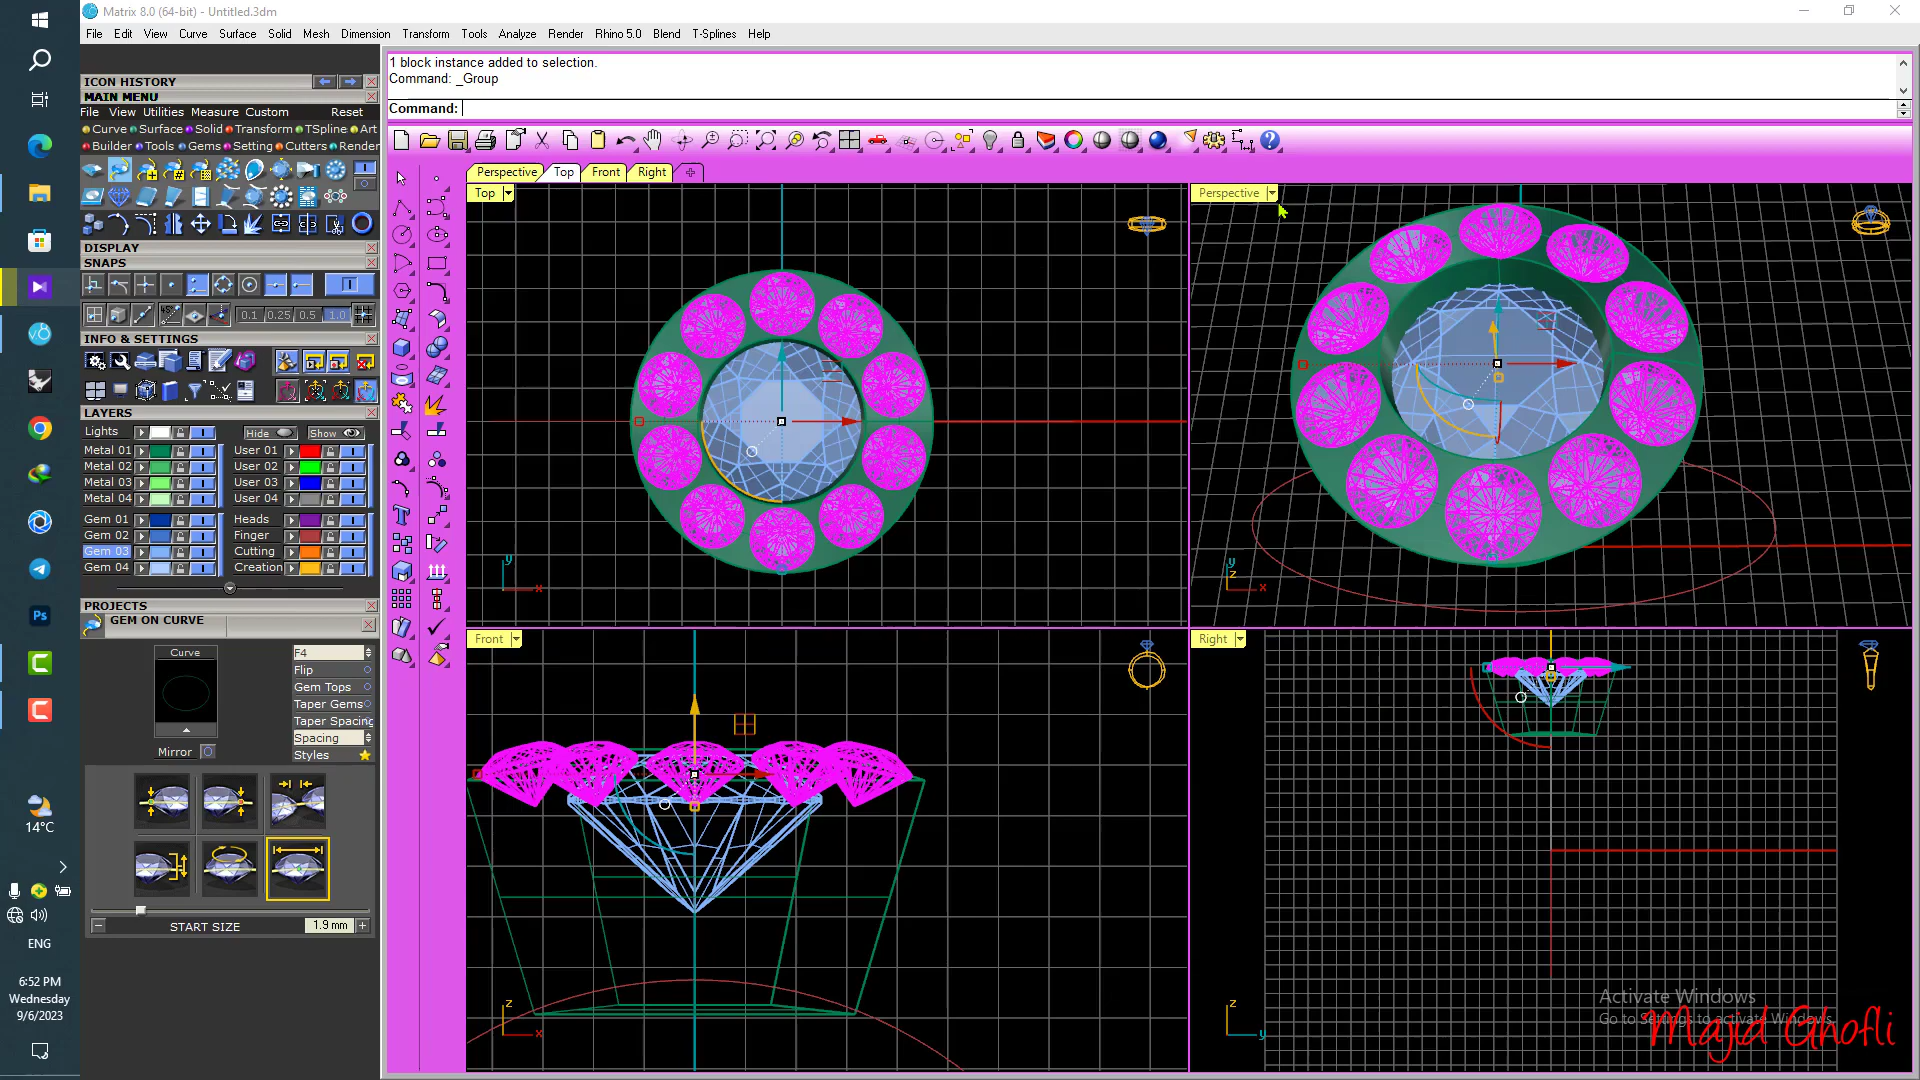 Matrix 8.0 (64-bit) - Untitled.3dm
File Edit View Curve Surface Solid Mesh Dimension Transform Tools Analyze Render Rhino 5.0 Blend T-Splines Help
1 block instance added to selection.
Command: _Group
Command:
ICON HISTORY
MAIN MENU
File View Utilities Measure Custom Reset
Curve Surface Solid Transform TSpline Art
Builder Tools Gems Setting Cutters Render
DISPLAY
SNAPS
0.1 0.25 0.5 1.0
INFO & SETTINGS
LAYERS
Lights Hide Show
Metal 01 User 01
Metal 02 User 02
Metal 03 User 03
Metal 04 User 04
Gem 01 Heads
Gem 02 Finger
Gem 03 Cutting
Gem 04 Creation
PROJECTS
GEM ON CURVE
Curve
F4
Flip
Gem Tops
Taper Gems
Taper Spacing
Spacing
Mirror
Styles
START SIZE 1.9 mm
Perspective Top Front Right
Top
Perspective
Front
Right
y
x
y
z
x
z
x
z
y
14°C
ENG
6:52 PM
Wednesday
9/6/2023
Ps
Activate Windows
Go to Settings to activate Windows.
Majid Ghofli